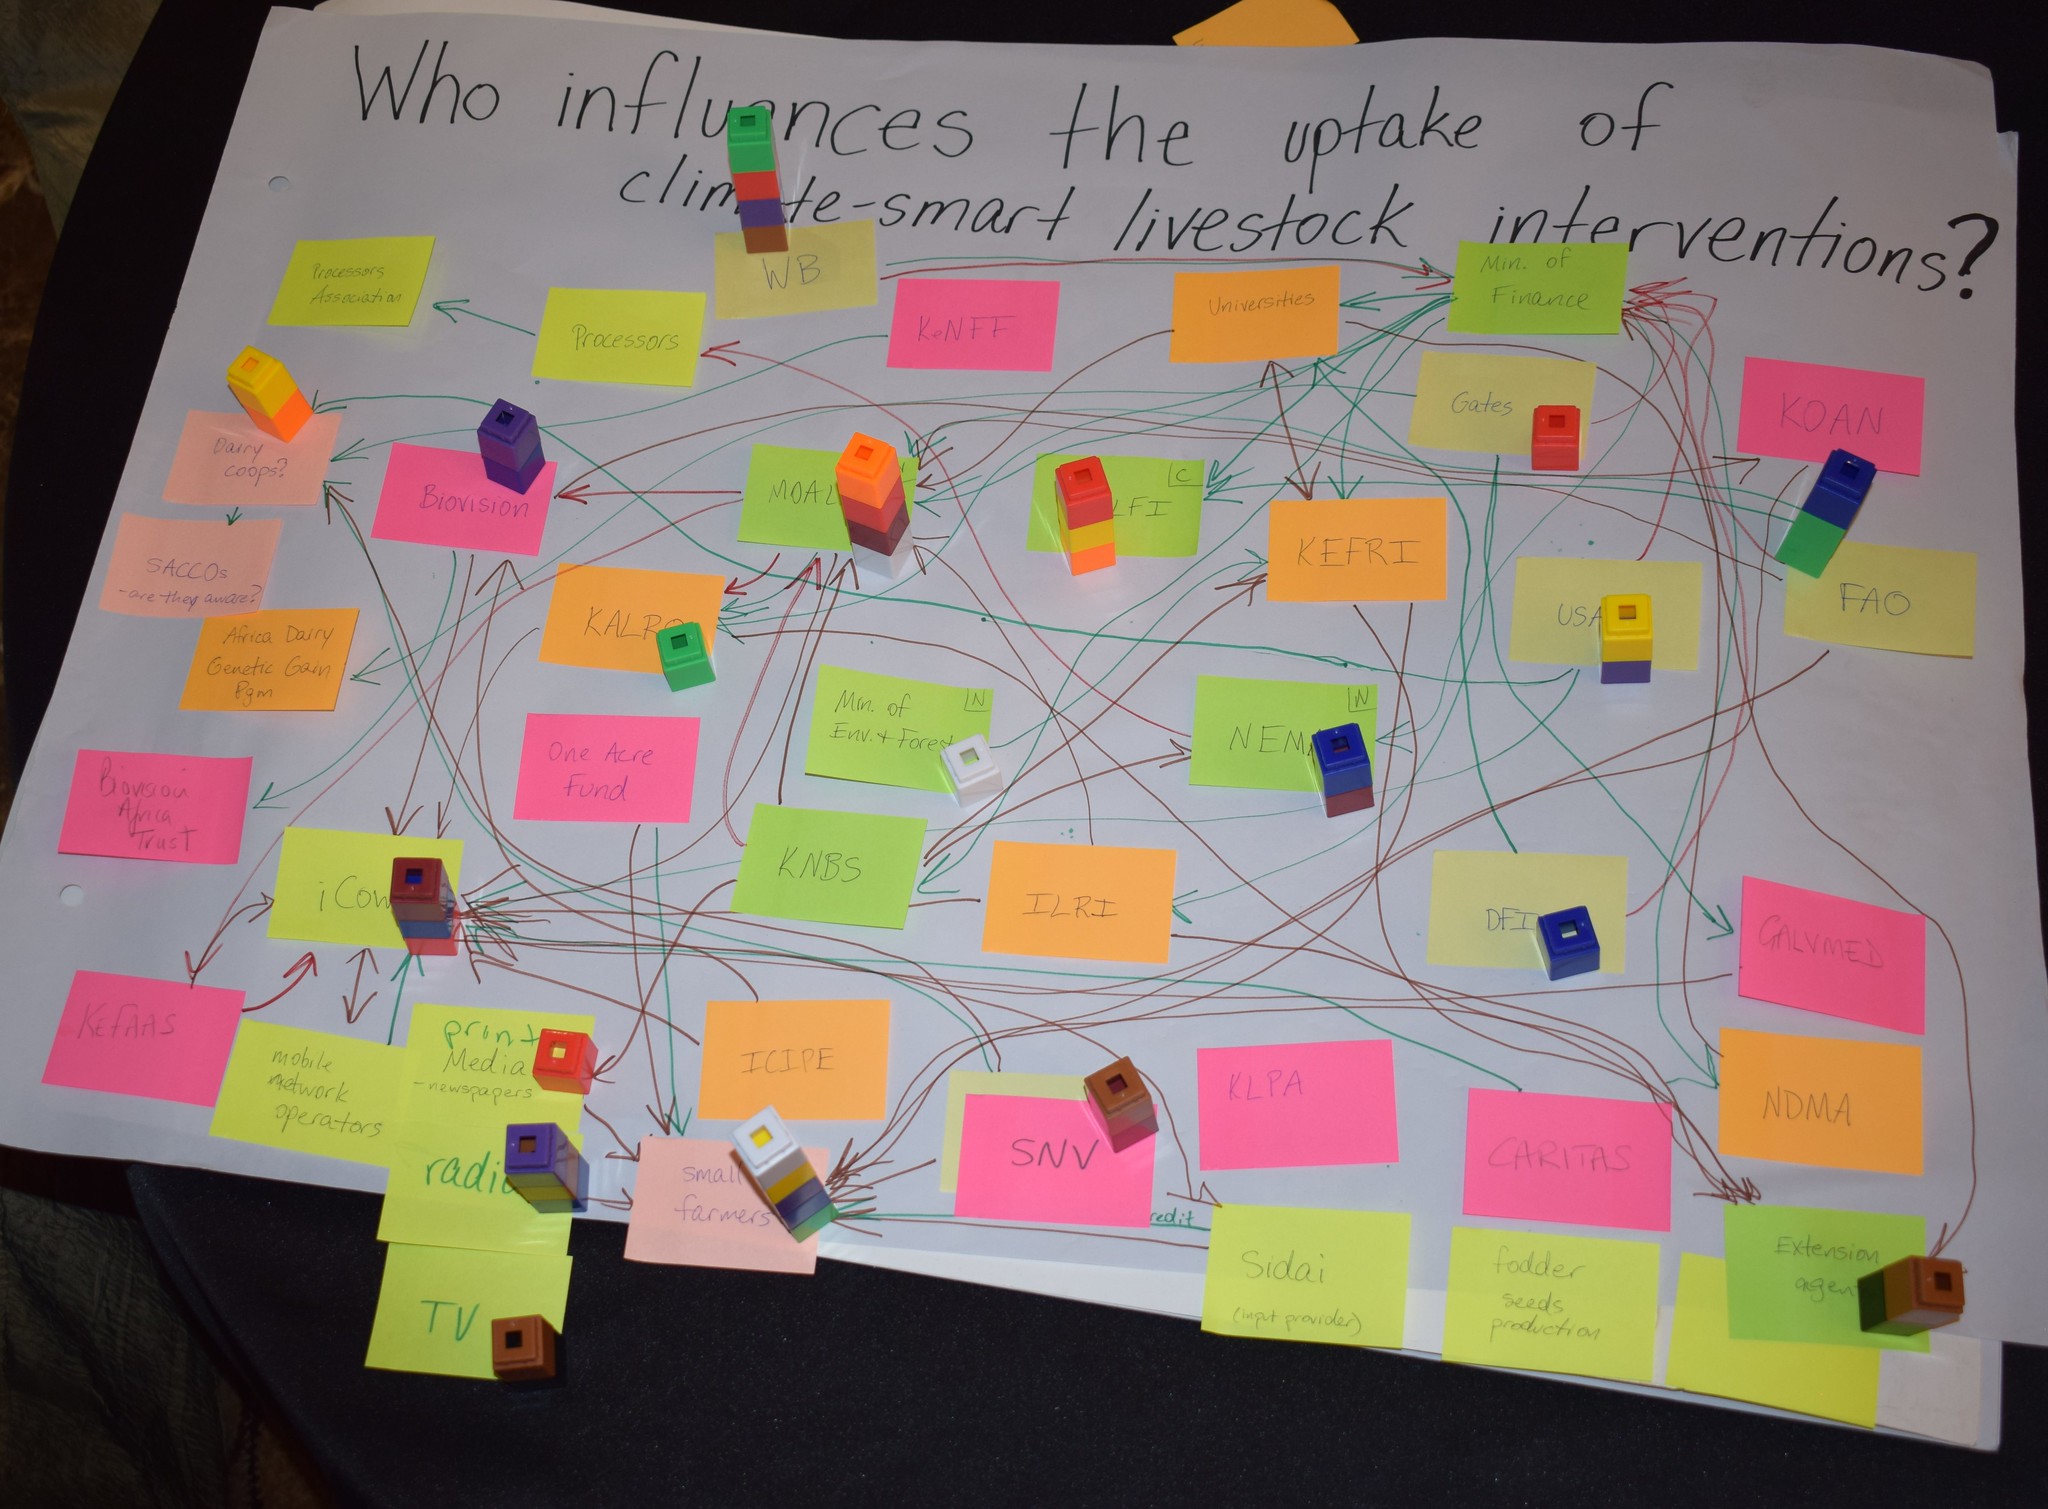 Who influences the uptake of
climate-smart livestock interventions?
WB
Min. of
Finance
Processors
Association
Processors
KeNFF
Universities
Gates
KOAN
Dairy
coops?
Biovision
MOAL
C
LFI
KEFRI
FAO
SACCOs
-are they aware?
KALRO
USA
Africa Dairy
Genetic Gain
Pgm
One Acre
Fund
N
Min. of
Env. + Forest
N
NEMA
Biovision
Africa
Trust
iCow
KNBS
ILRI
DFI
GALVMED
KEFAAS
mobile
network
operators
print
Media
-newspapers
ICIPE
KLPA
CARITAS
NDMA
radio
small
farmers
SNV
credit
TV
Sidai
(input provider)
fodder
seeds
production
Extension
agen